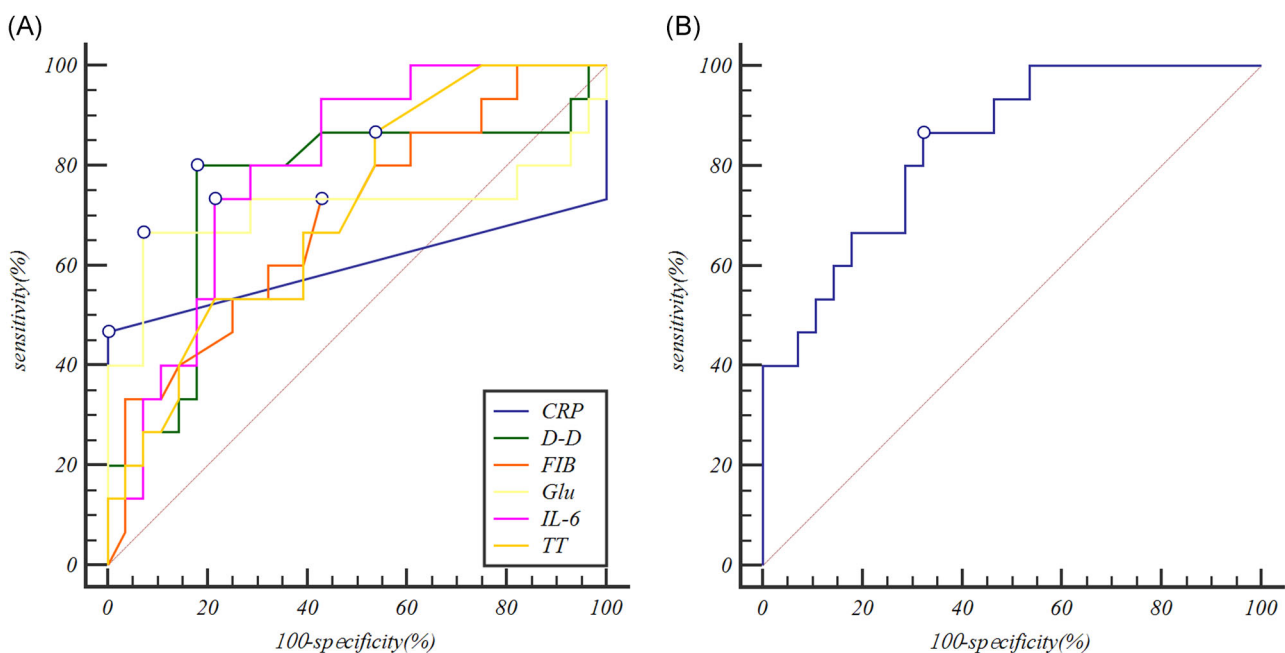 (A)
100
80
60
40
20
0
sensitivity(%)
CRP
D-D
FIB
Glu
IL-6
TT
0 20 40 60 80 100
100-specificity(%)
(B)
100
80
60
40
20
0
sensitivity(%)
0 20 40 60 80 100
100-specificity(%)